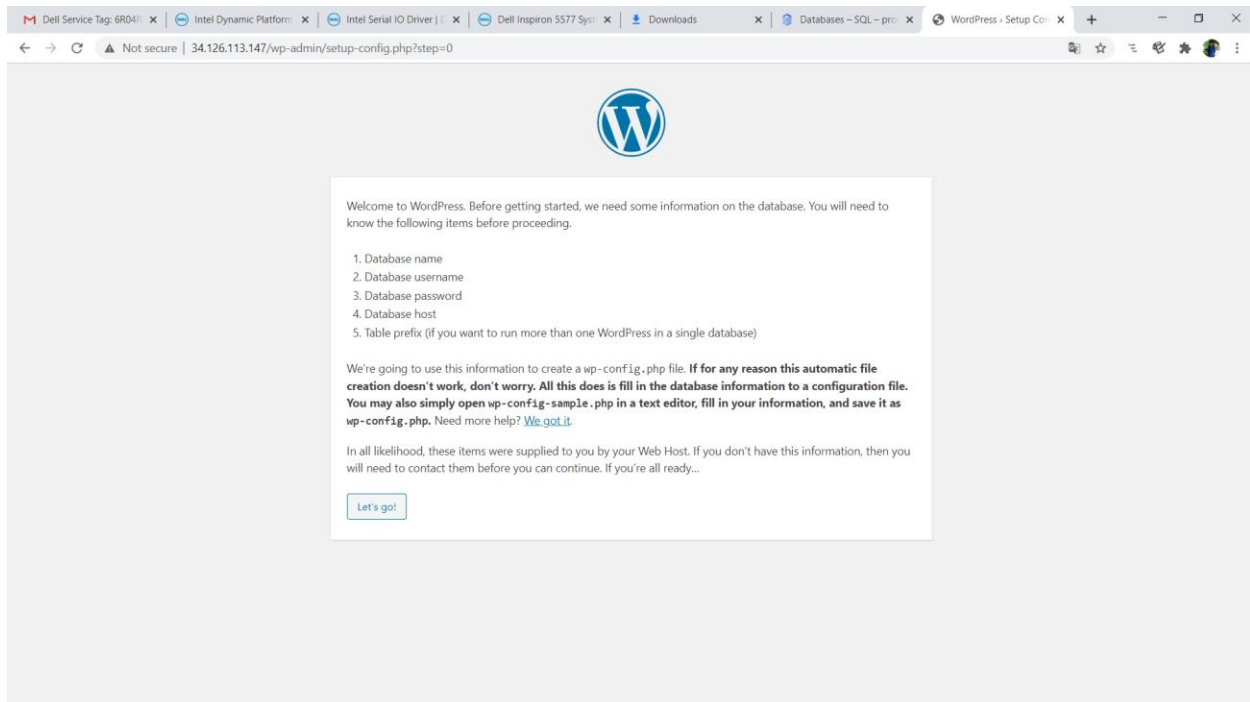 Dell Service Tag: 6R04
Intel Dynamic Platform
Intel Serial IO Driver |
Dell Inspiron 5577 Sys
Downloads
Databases – SQL – pro
WordPress › Setup Con
Not secure | 34.126.113.147/wp-admin/setup-config.php?step=0
Welcome to WordPress. Before getting started, we need some information on the database. You will need to
know the following items before proceeding.
1. Database name
2. Database username
3. Database password
4. Database host
5. Table prefix (if you want to run more than one WordPress in a single database)
We're going to use this information to create a wp-config.php file. If for any reason this automatic file
creation doesn't work, don't worry. All this does is fill in the database information to a configuration file.
You may also simply open wp-config-sample.php in a text editor, fill in your information, and save it as
wp-config.php. Need more help? We got it.
In all likelihood, these items were supplied to you by your Web Host. If you don't have this information, then you
will need to contact them before you can continue. If you're all ready...
Let's go!